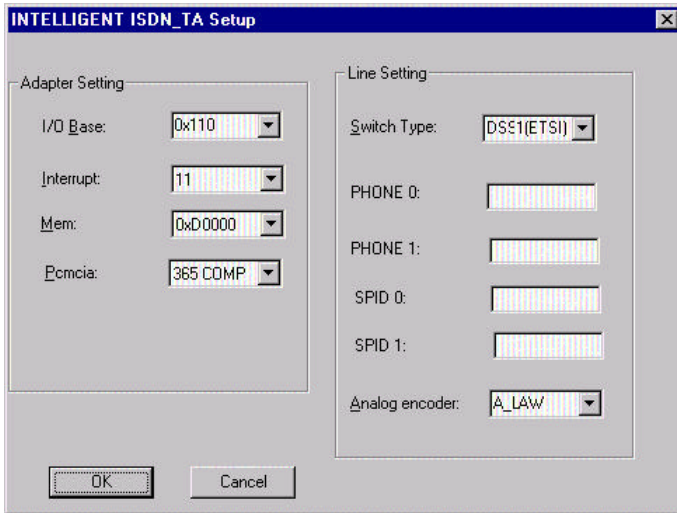 INTELLIGENT ISDN_TA Setup
Adapter Setting
I/O Base: 0x110
Interrupt: 11
Mem: 0xD0000
Pcmcia: 365 COMP
Line Setting
Switch Type: DSS1(ETSI)
PHONE 0:
PHONE 1:
SPID 0:
SPID 1:
Analog encoder: A_LAW
OK
Cancel